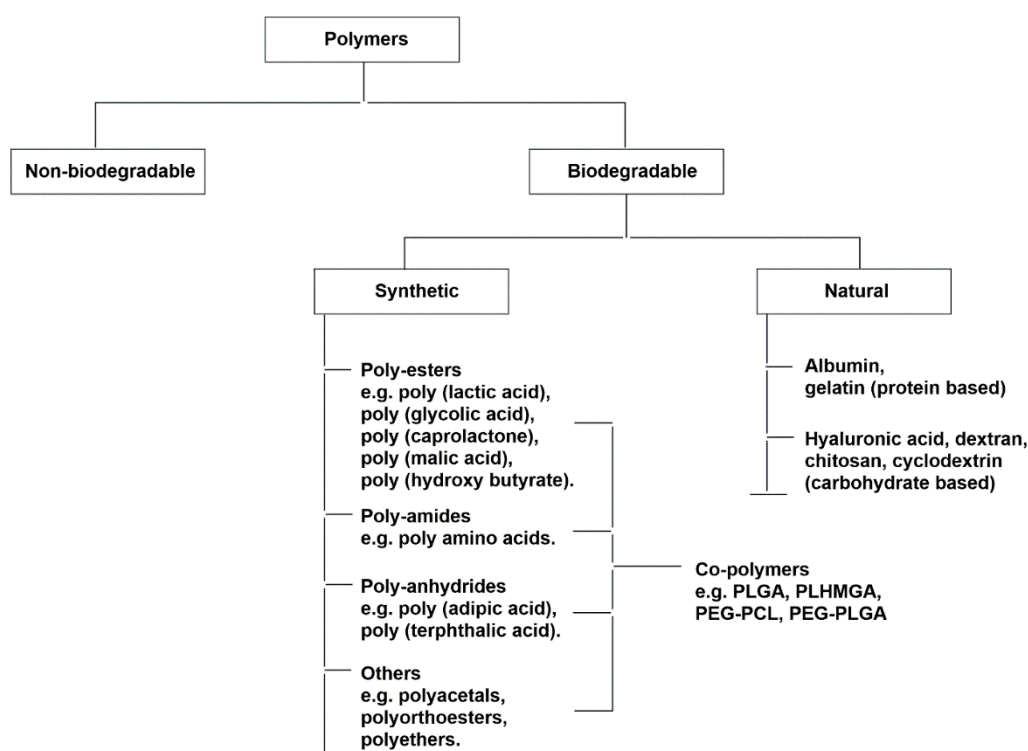 Polymers
Non-biodegradable
Biodegradable
Synthetic
Natural
Poly-esters
e.g. poly (lactic acid),
poly (glycolic acid),
poly (caprolactone),
poly (malic acid),
poly (hydroxy butyrate).
Poly-amides
e.g. poly amino acids.
Poly-anhydrides
e.g. poly (adipic acid),
poly (terphthalic acid).
Others
e.g. polyacetals,
polyorthoesters,
polyethers.
Co-polymers
e.g. PLGA, PLHMGA,
PEG-PCL, PEG-PLGA
Albumin,
gelatin (protein based)
Hyaluronic acid, dextran,
chitosan, cyclodextrin
(carbohydrate based)